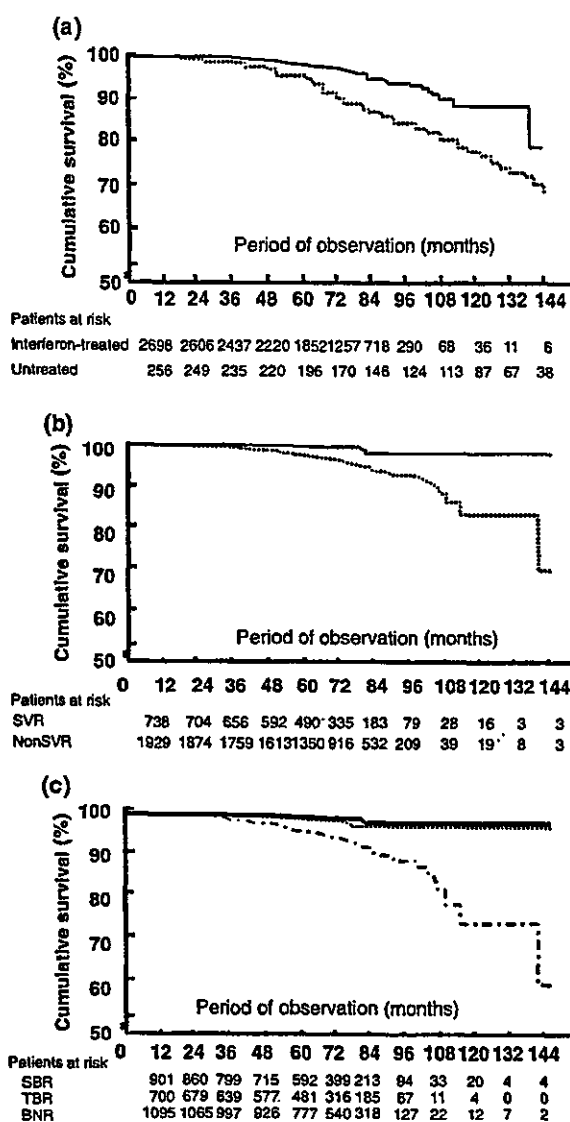 (a)
100
90
80
70
60
50
Cumulative survival (%)
Period of observation (months)
0 12 24 36 48 60 72 84 96 108 120 132 144
Patients at risk
Interferon-treated 2698 2606 2437 2220 1852 1257 718 290 68 36 11 6
Untreated 256 249 235 220 196 170 146 124 113 87 67 38
(b)
100
90
80
70
60
50
Cumulative survival (%)
Period of observation (months)
0 12 24 36 48 60 72 84 96 108 120 132 144
Patients at risk
SVR 738 704 656 592 490 335 183 79 28 16 3 3
NonSVR 1929 1874 1759 1613 1350 916 532 209 39 19 8 3
(c)
100
90
80
70
60
50
Cumulative survival (%)
Period of observation (months)
0 12 24 36 48 60 72 84 96 108 120 132 144
Patients at risk
SBR 901 860 799 715 592 399 213 94 33 20 4 4
TBR 700 679 639 577 481 316 185 67 11 4 0 0
BNR 1095 1065 997 926 777 540 318 127 22 12 7 2